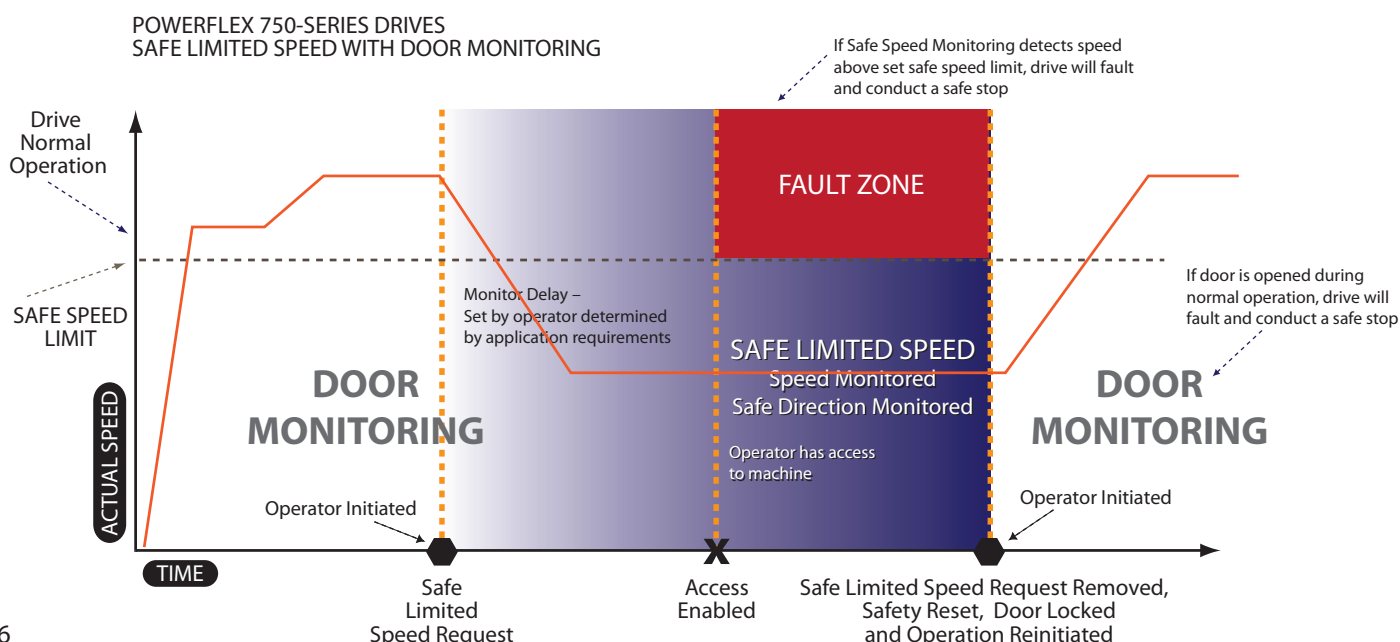 POWERFLEX 750-SERIES DRIVES
SAFE LIMITED SPEED WITH DOOR MONITORING
If Safe Speed Monitoring detects speed
above set safe speed limit, drive will fault
and conduct a safe stop
Drive
Normal
Operation
FAULT ZONE
SAFE SPEED
LIMIT
Monitor Delay –
Set by operator determined
by application requirements
If door is opened during
normal operation, drive will
fault and conduct a safe stop
DOOR
MONITORING
SAFE LIMITED SPEED
Speed Monitored
Safe Direction Monitored
Operator has access
to machine
DOOR
MONITORING
ACTUAL SPEED
Operator Initiated
Operator Initiated
X
TIME
Safe
Limited
Speed Request
Access
Enabled
Safe Limited Speed Request Removed,
Safety Reset, Door Locked
and Operation Reinitiated
6